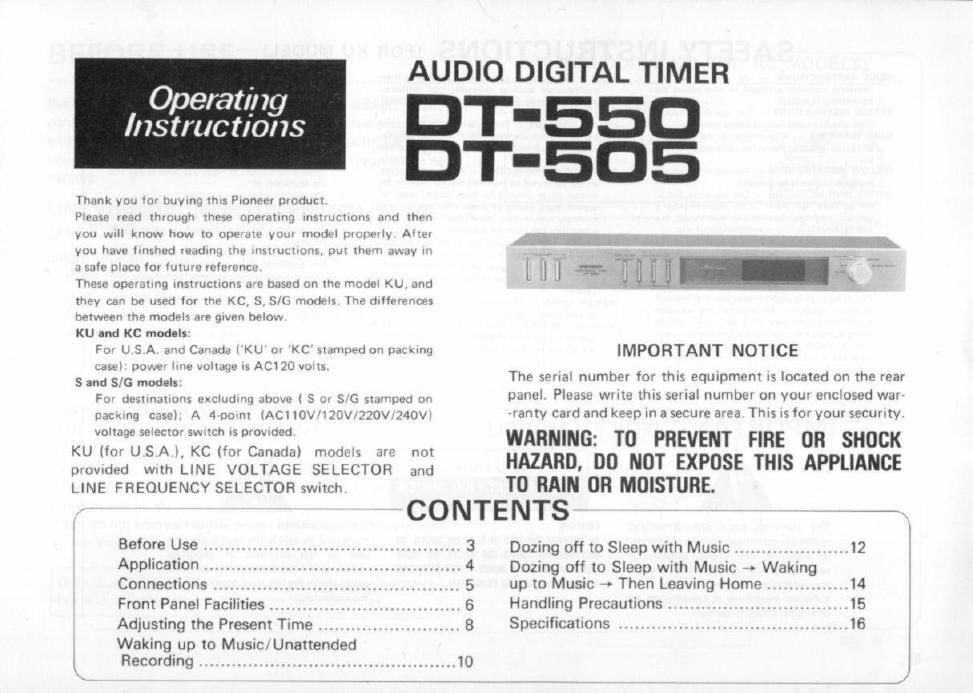 Operating
Instructions
AUDIO DIGITAL TIMER
DT-550
DT-505
Thank you for buying this Pioneer product.
Please read through these operating instructions and then
you will know how to operate your model properly. After
you have finshed reading the instructions, put them away in
a safe place for future reference.
These operating instructions are based on the model KU, and
they can be used for the KC, S, S/G models. The differences
between the models are given below.
KU and KC models:
For U.S.A. and Canada ('KU' or 'KC' stamped on packing
case): power line voltage is AC120 volts.
S and S/G models:
For destinations excluding above ( S or S/G stamped on
packing case); A 4-point (AC110V/120V/220V/240V)
voltage selector switch is provided.
KU (for U.S.A.), KC (for Canada) models are not
provided with LINE VOLTAGE SELECTOR and
LINE FREQUENCY SELECTOR switch.
IMPORTANT NOTICE
The serial number for this equipment is located on the rear
panel. Please write this serial number on your enclosed war-
-ranty card and keep in a secure area. This is for your security.
WARNING: TO PREVENT FIRE OR SHOCK
HAZARD, DO NOT EXPOSE THIS APPLIANCE
TO RAIN OR MOISTURE.
CONTENTS
Before Use ........................................ 3
Application ........................................ 4
Connections ........................................ 5
Front Panel Facilities ............................ 6
Adjusting the Present Time ........................ 8
Waking up to Music/Unattended
Recording ..........................................10
Dozing off to Sleep with Music ..................12
Dozing off to Sleep with Music → Waking
up to Music → Then Leaving Home ..............14
Handling Precautions ............................15
Specifications ....................................16